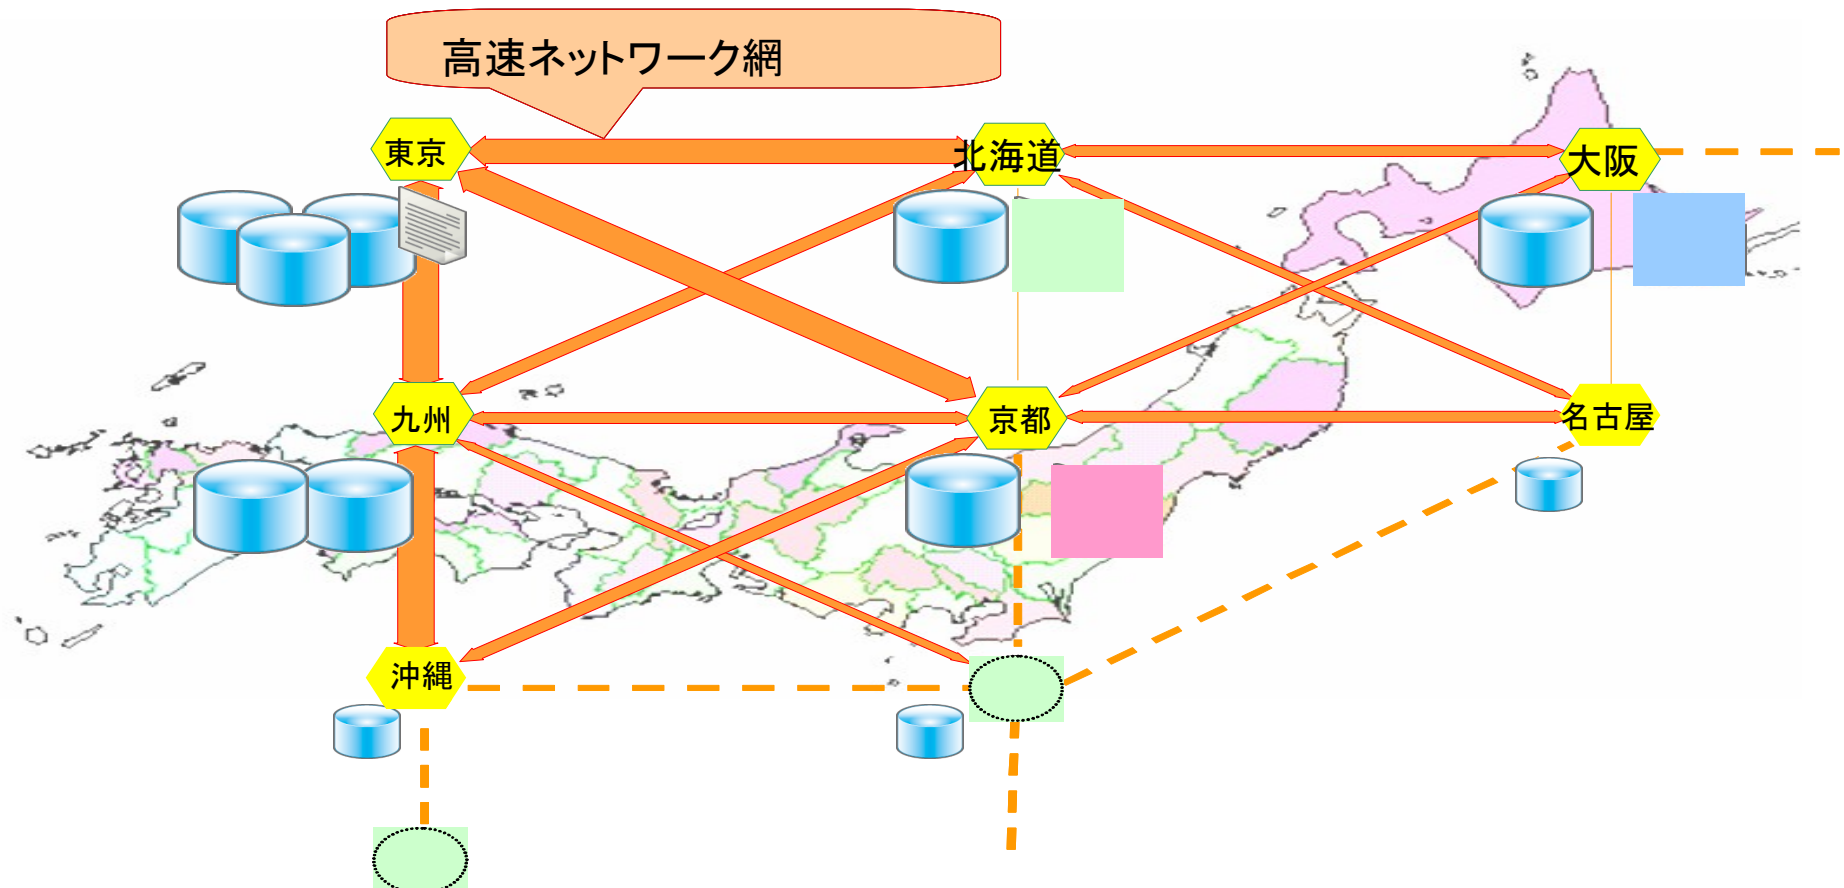 高速ネットワーク網
東京
北海道
大阪
九州
京都
名古屋
沖縄